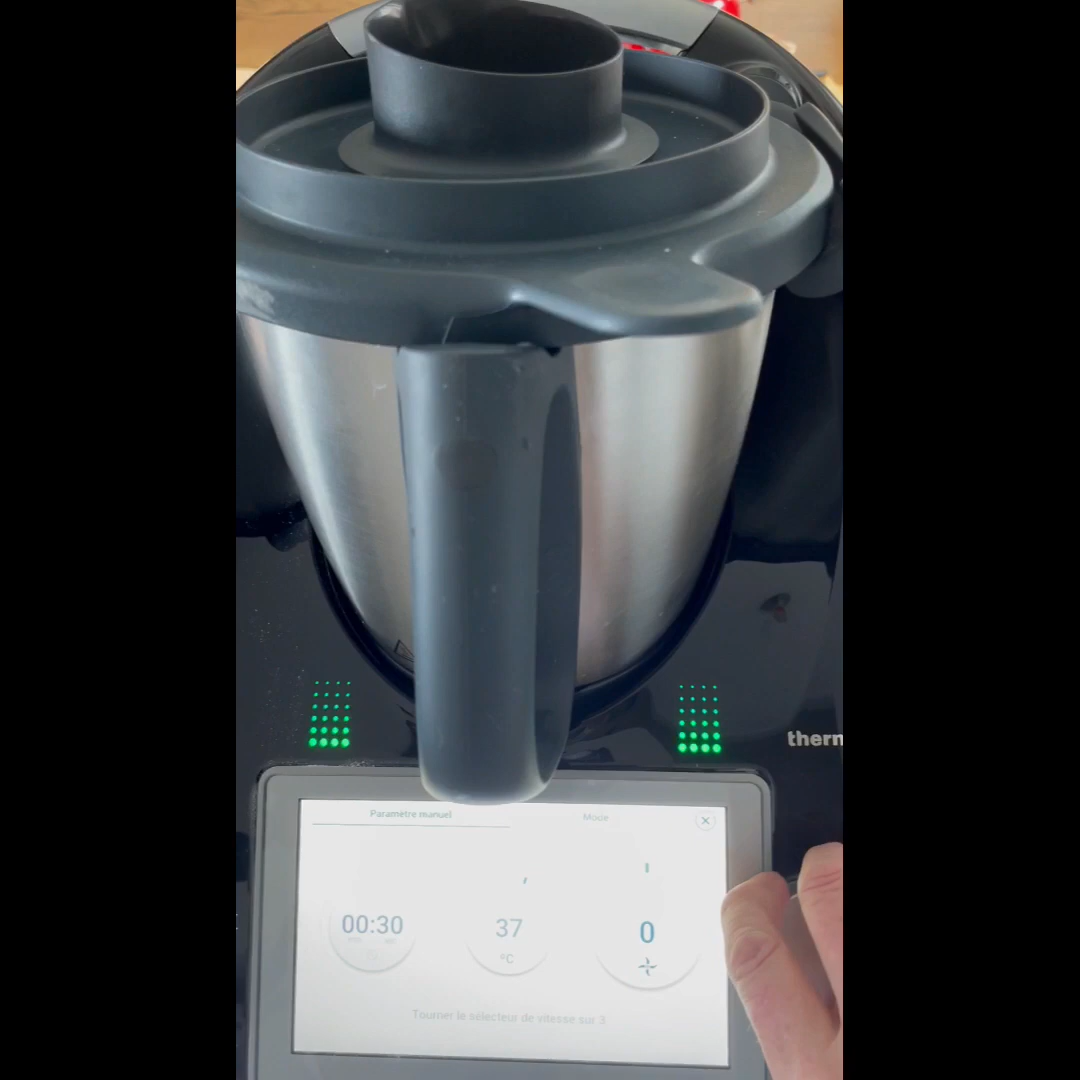 therm
Paramètre manuel
Mode
00:30
37
0
°C
Tourner le sélecteur de vitesse sur 3